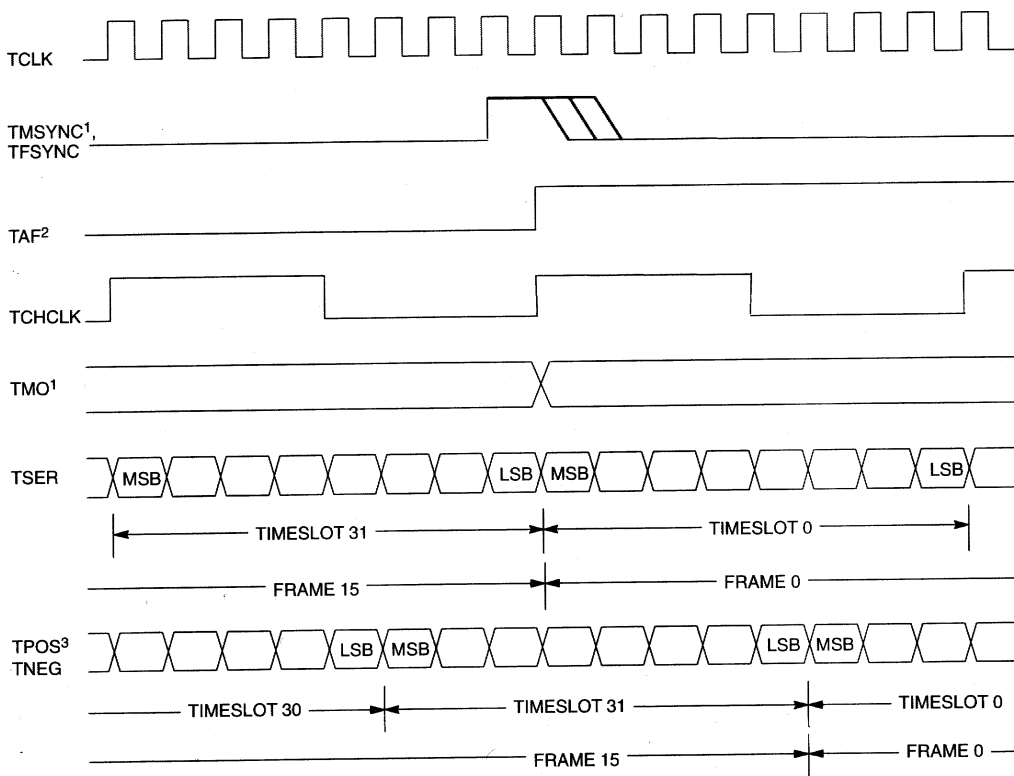 TCLK
TMSYNC¹,
TFSYNC
TAF²
TCHCLK
TMO¹
TSER
MSB
LSB
MSB
LSB
TIMESLOT 31
TIMESLOT 0
FRAME 15
FRAME 0
TPOS³
TNEG
LSB
MSB
LSB
MSB
TIMESLOT 30
TIMESLOT 31
TIMESLOT 0
FRAME 15
FRAME 0